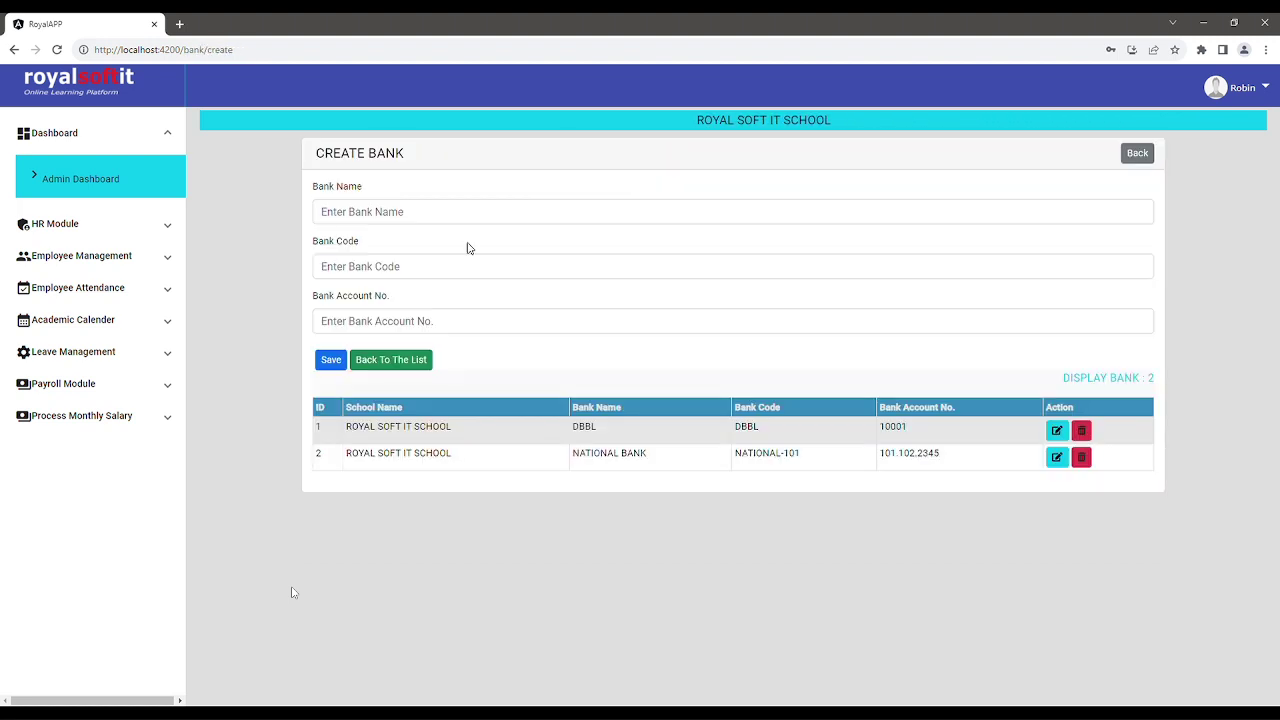 RoyalAPP
http://localhost:4200/bank/create
royalsoftit
Online Learning Platform
Robin
Dashboard
Admin Dashboard
HR Module
Employee Management
Employee Attendance
Academic Calender
Leave Management
Payroll Module
Process Monthly Salary
ROYAL SOFT IT SCHOOL
CREATE BANK Back
Bank Name
Enter Bank Name
Bank Code
Enter Bank Code
Bank Account No.
Enter Bank Account No.
Save Back To The List
DISPLAY BANK : 2
ID School Name Bank Name Bank Code Bank Account No. Action
1 ROYAL SOFT IT SCHOOL DBBL DBBL 10001
2 ROYAL SOFT IT SCHOOL NATIONAL BANK NATIONAL-101 101.102.2345